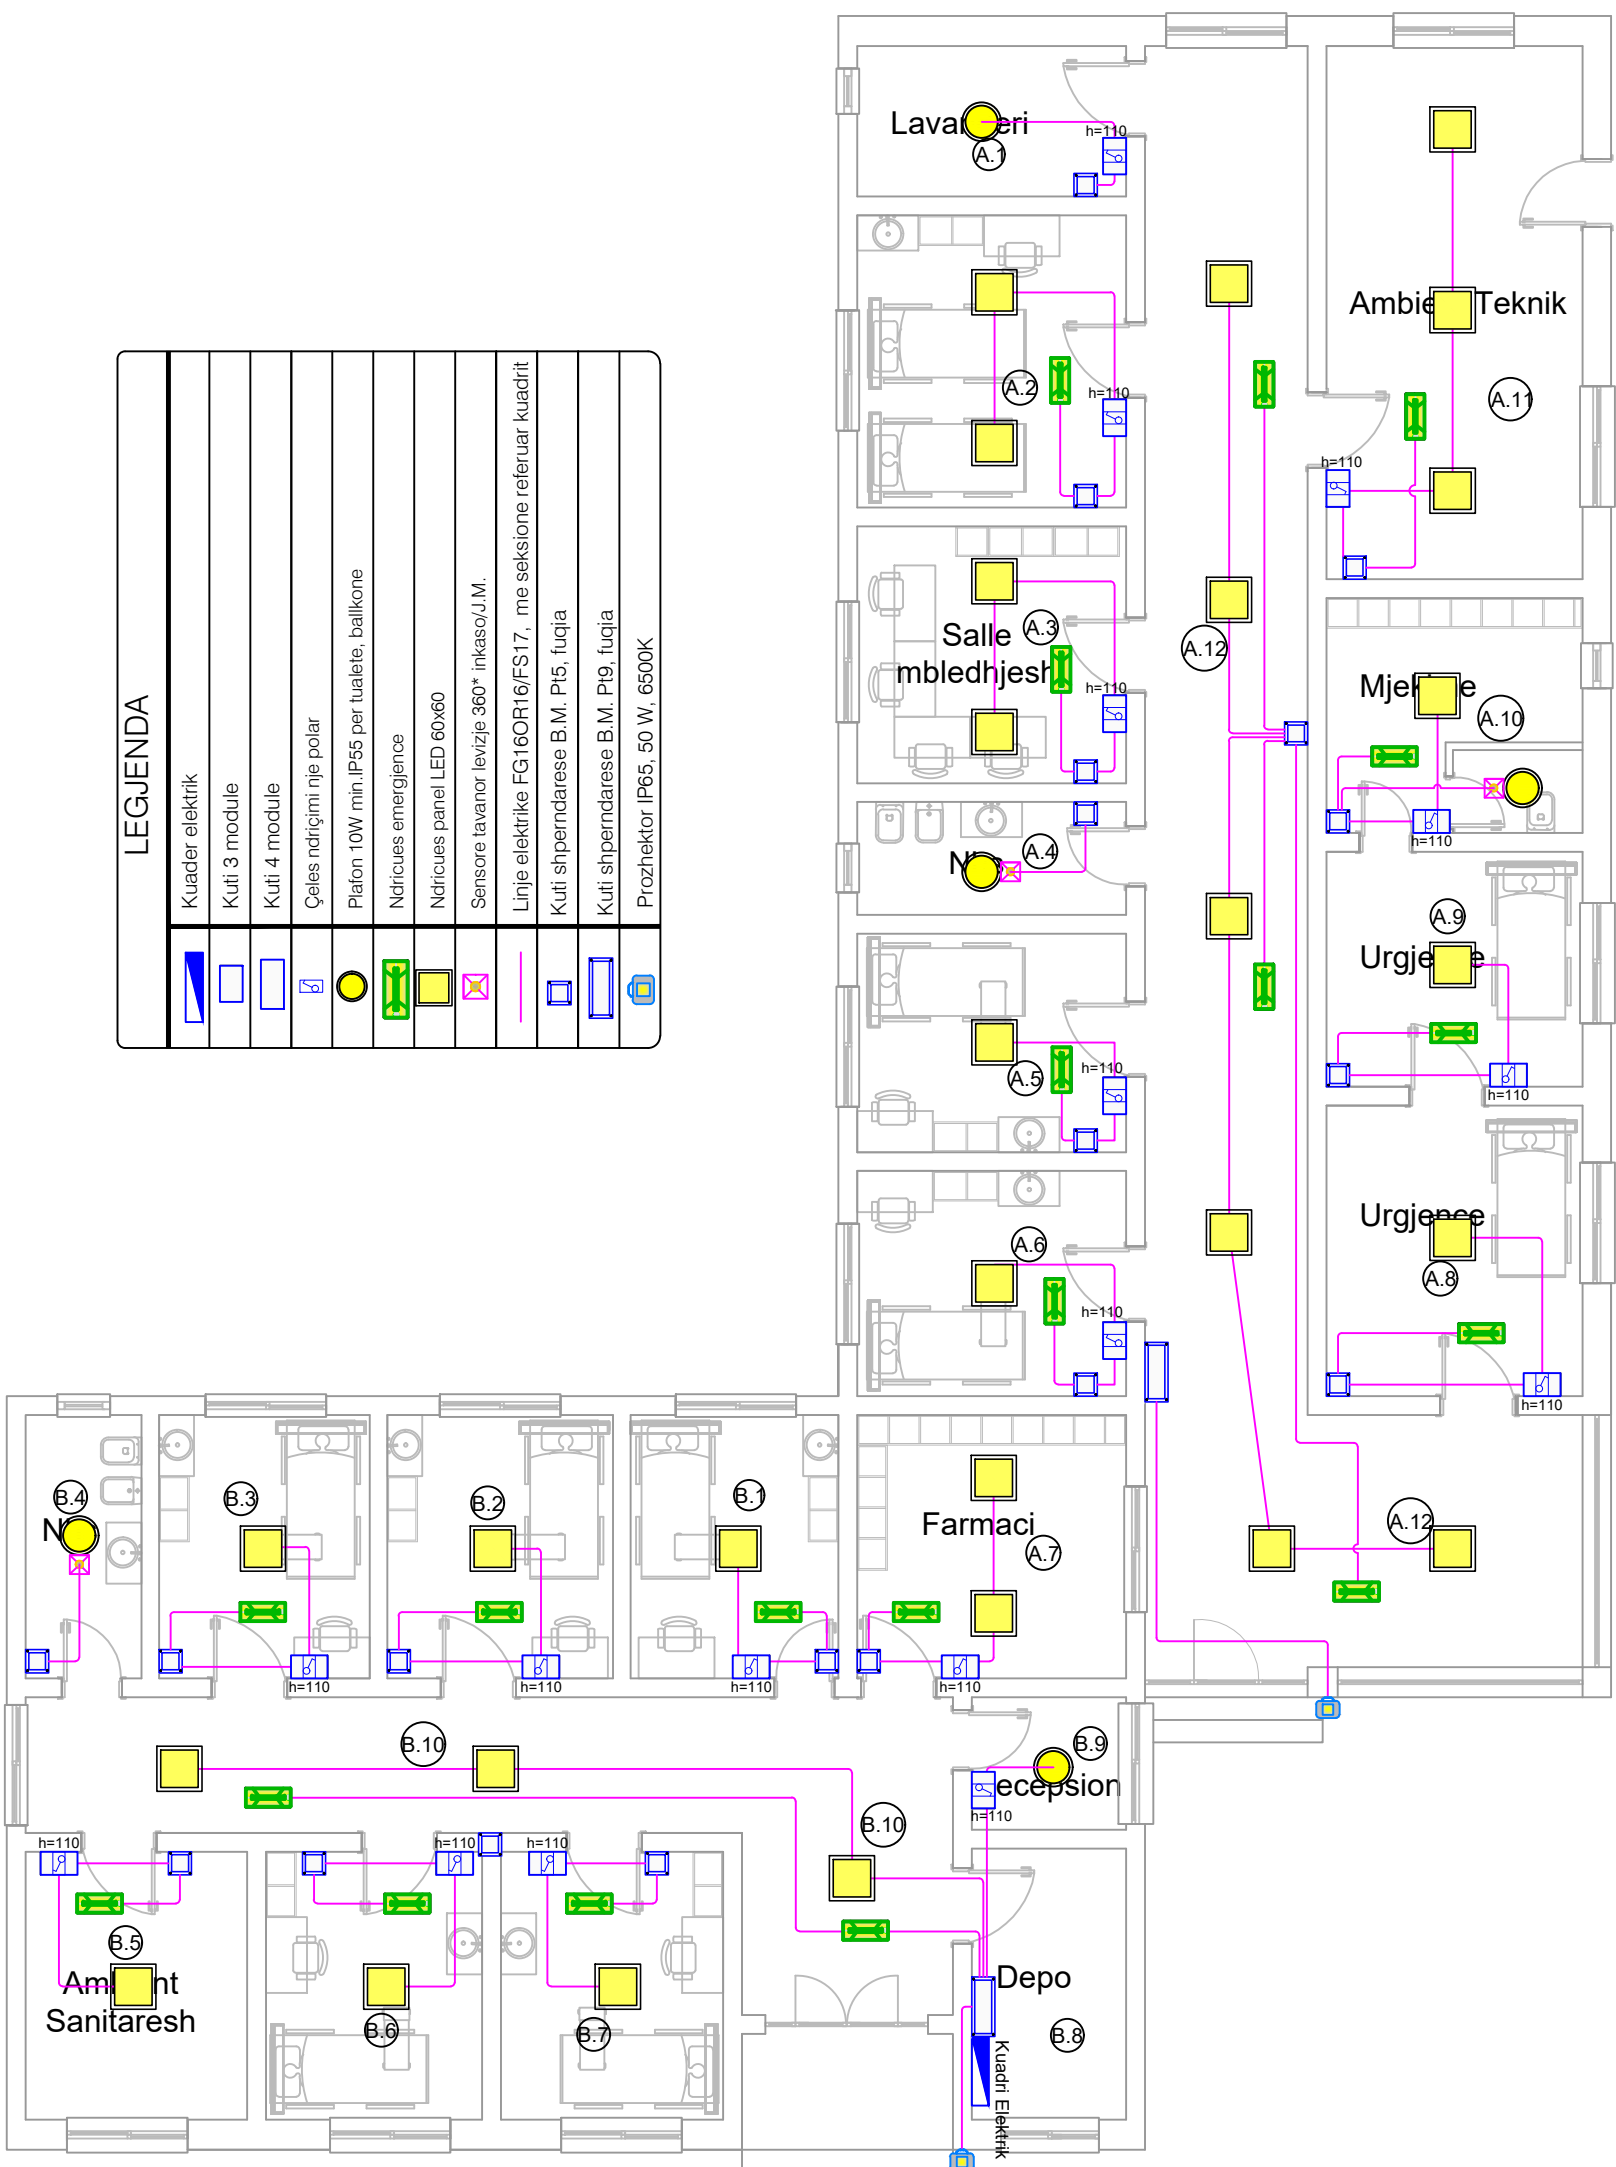 LEGJENDA
Kuader elektrik
Kuti 3 module
Kuti 4 module
Çeles ndriçimi nje polar
Plafon 10W min.IP55 per tualete, ballkone
Ndricues emergjence
Ndricues panel LED 60x60
Sensore tavanor levizje 360* inkaso/J.M.
Linje elektrike FG16OR16/FS17, me seksione referuar kuadrit
Kuti shperndarese B.M. Pt5, fuqia
Kuti shperndarese B.M. Pt9, fuqia
Prozhektor IP65, 50 W, 6500K
h=110
A.1
A.2
h=110
Teknik
A.11
h=110
Salle
mbledhjesh
A.3
h=110
A.12
A.10
h=110
A.4
A.9
h=110
A.5
h=110
Urgjence
A.8
h=110
A.6
h=110
Farmaci
A.7
A.12
B.4
B.3
h=110
B.2
h=110
B.1
h=110
h=110
B.10
B.9
h=110
B.10
h=110
B.5
Sanitaresh
h=110
B.6
h=110
B.7
Depo
B.8
Kuadri Elektrik